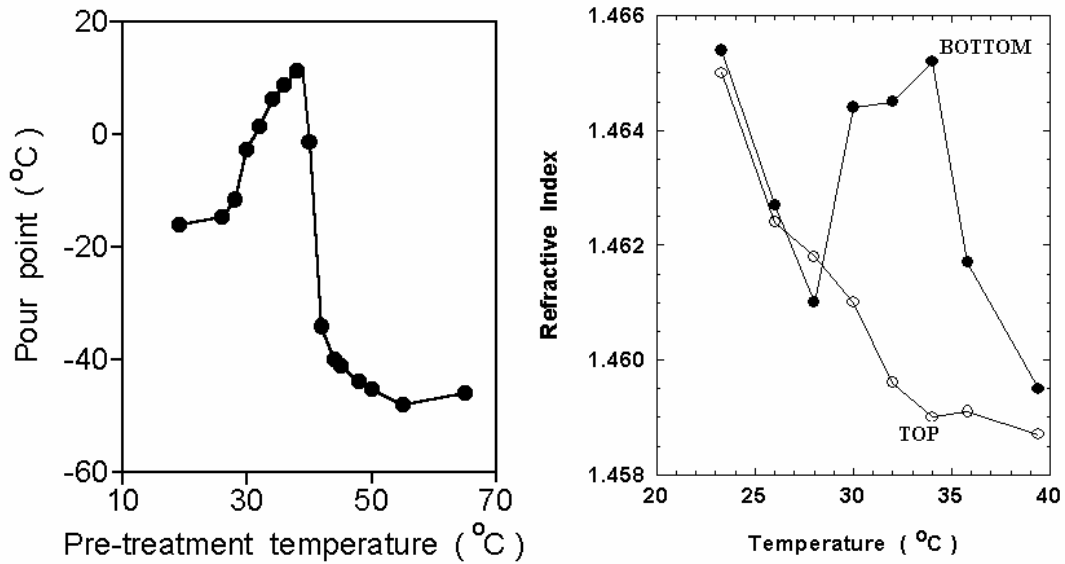 20
0
-20
-40
-60
10 30 50 70
Pour point (°C)
Pre-treatment temperature (°C)
1.466
1.464
1.462
1.460
1.458
20 25 30 35 40
Refractive Index
Temperature (°C)
BOTTOM
TOP